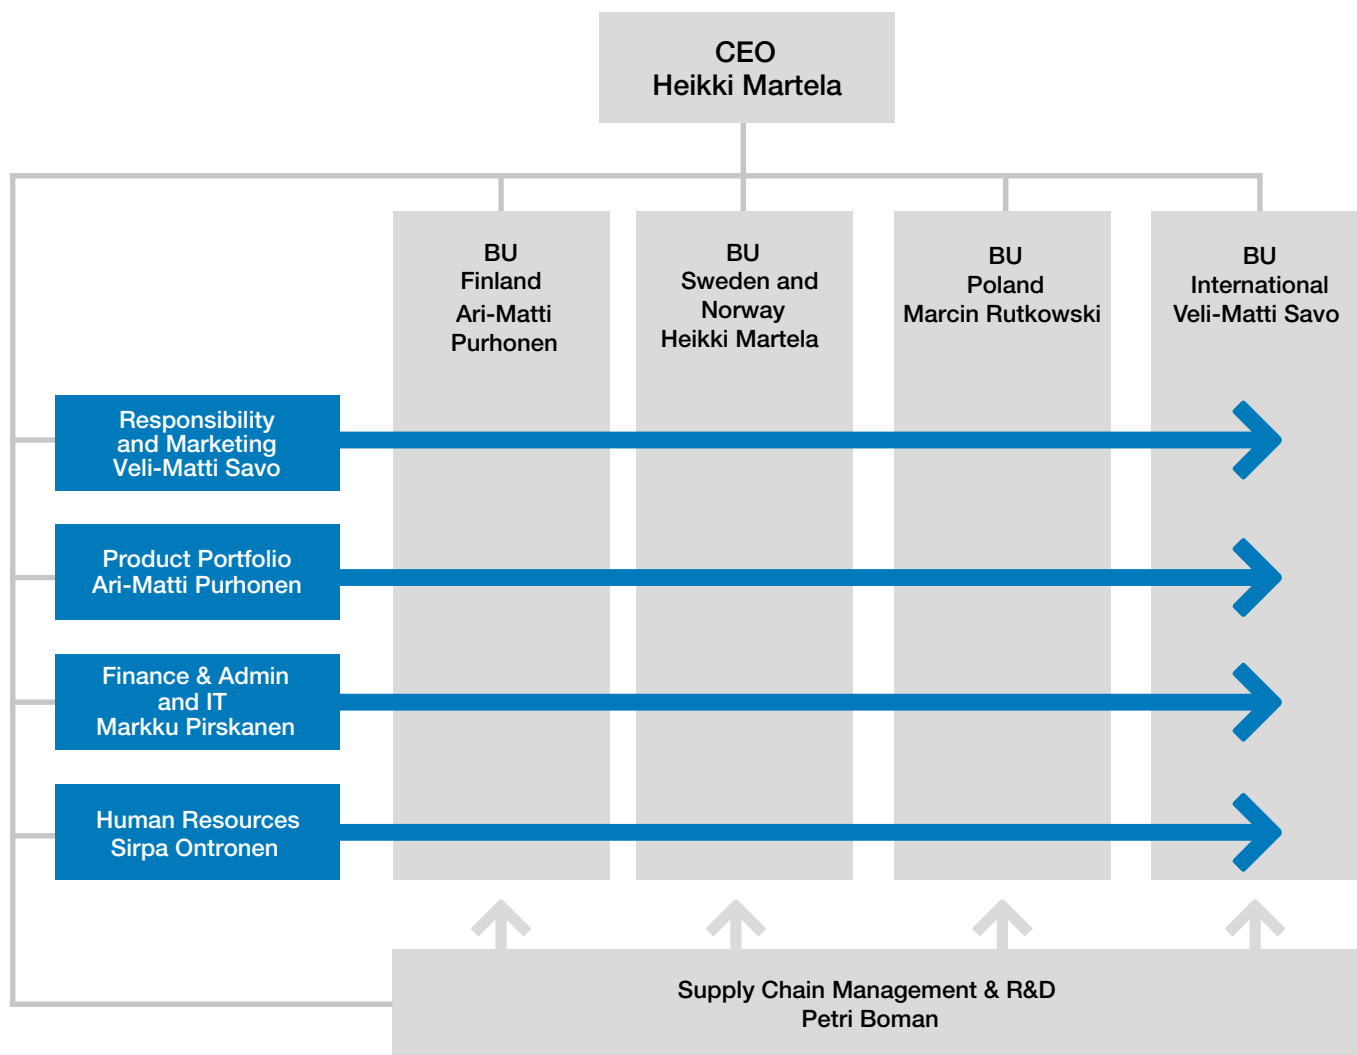 CEO
Heikki Martela
BU
Finland
Ari-Matti
Purhonen
BU
Sweden and
Norway
Heikki Martela
BU
Poland
Marcin Rutkowski
BU
International
Veli-Matti Savo
Responsibility
and Marketing
Veli-Matti Savo
Product Portfolio
Ari-Matti Purhonen
Finance & Admin
and IT
Markku Pirskanen
Human Resources
Sirpa Ontronen
Supply Chain Management & R&D
Petri Boman